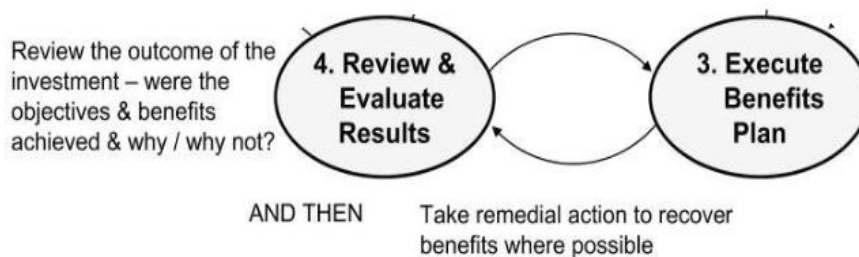 Review the outcome of the
investment – were the
objectives & benefits
achieved & why / why not?
4. Review &
Evaluate
Results
3. Execute
Benefits
Plan
AND THEN
Take remedial action to recover
benefits where possible